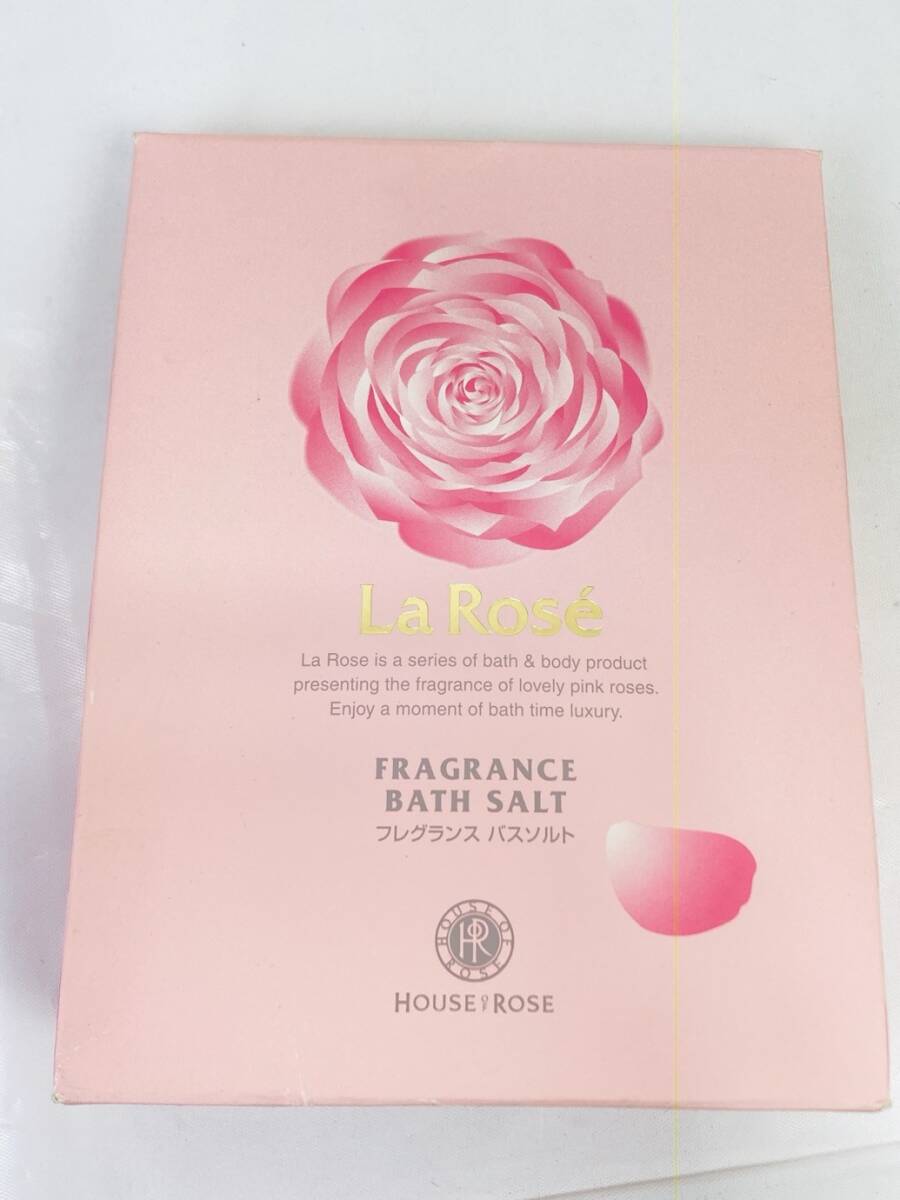 La Rosé
La Rose is a series of bath & body product
presenting the fragrance of lovely pink roses.
Enjoy a moment of bath time luxury.
FRAGRANCE
BATH SALT
フレグランス バスソルト
HOUSE OF ROSE
HR
HOUSE OF ROSE